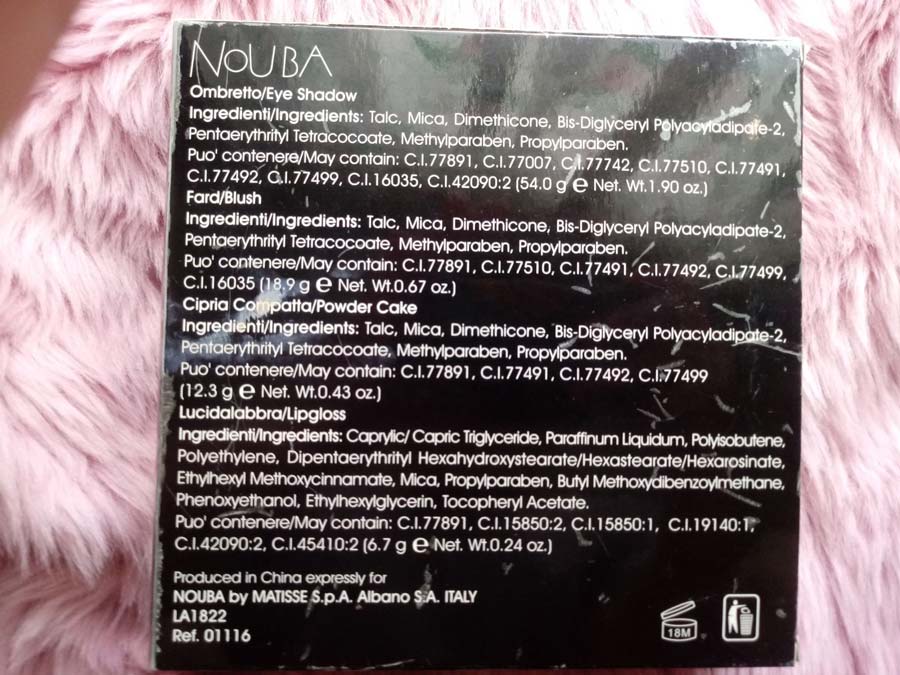 NOUBA
Ombretto/Eye Shadow
Ingredienti/Ingredients: Talc, Mica, Dimethicone, Bis-Diglyceryl Polyacyladipate-2,
Pentaerythrityl Tetracocoate, Methylparaben, Propylparaben.
Puo' contenere/May contain: C.I.77891, C.I.77007, C.I.77742, C.I.77510, C.I.77491,
C.I.77492, C.I.77499, C.I.16035, C.I.42090:2 (54.0 g e Net. Wt.1.90 oz.)
Fard/Blush
Ingredienti/Ingredients: Talc, Mica, Dimethicone, Bis-Diglyceryl Polyacyladipate-2,
Pentaerythrityl Tetracocoate, Methylparaben, Propylparaben.
Puo' contenere/May contain: C.I.77891, C.I.77510, C.I.77491, C.I.77492, C.I.77499,
C.I.16035 (18.9 g e Net. Wt.0.67 oz.)
Cipria Compatta/Powder Cake
Ingredienti/Ingredients: Talc, Mica, Dimethicone, Bis-Diglyceryl Polyacyladipate-2,
Pentaerythrityl Tetracocoate, Methylparaben, Propylparaben.
Puo' contenere/May contain: C.I.77891, C.I.77491, C.I.77492, C.I.77499
(12.3 g e Net. Wt.0.43 oz.)
Lucidalabbra/Lipgloss
Ingredienti/Ingredients: Caprylic/ Capric Triglyceride, Paraffinum Liquidum, Polyisobutene,
Polyethylene, Dipentaerythrityl Hexahydroxystearate/Hexastearate/Hexarosinate,
Ethylhexyl Methoxycinnamate, Mica, Propylparaben, Butyl Methoxydibenzoylmethane,
Phenoxyethanol, Ethylhexylglycerin, Tocopheryl Acetate.
Puo' contenere/May contain: C.I.77891, C.I.15850:2, C.I.15850:1, C.I.19140:1,
C.I.42090:2, C.I.45410:2 (6.7 g e Net. Wt.0.24 oz.)
Produced in China expressly for
NOUBA by MATISSE S.p.A. Albano S.A. ITALY
LA1822
Ref. 01116
18M